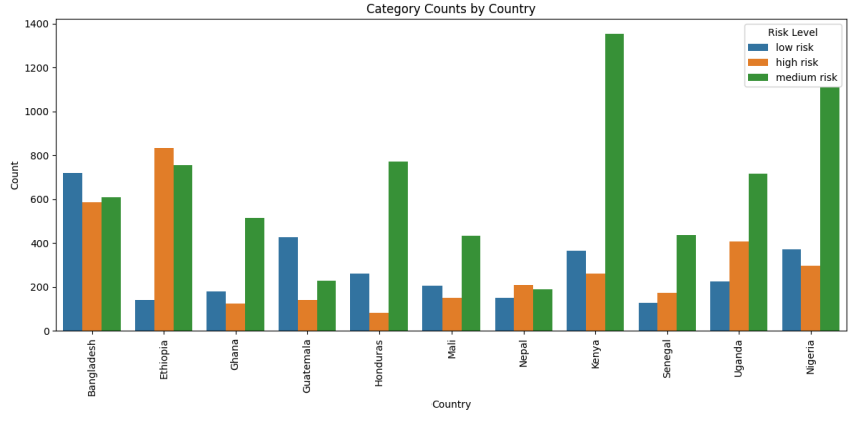 Category Counts by Country
Risk Level
low risk
high risk
medium risk
Count
1400
1200
1000
800
600
400
200
0
Bangladesh
Ethiopia
Ghana
Guatemala
Honduras
Mali
Nepal
Kenya
Senegal
Uganda
Nigeria
Country